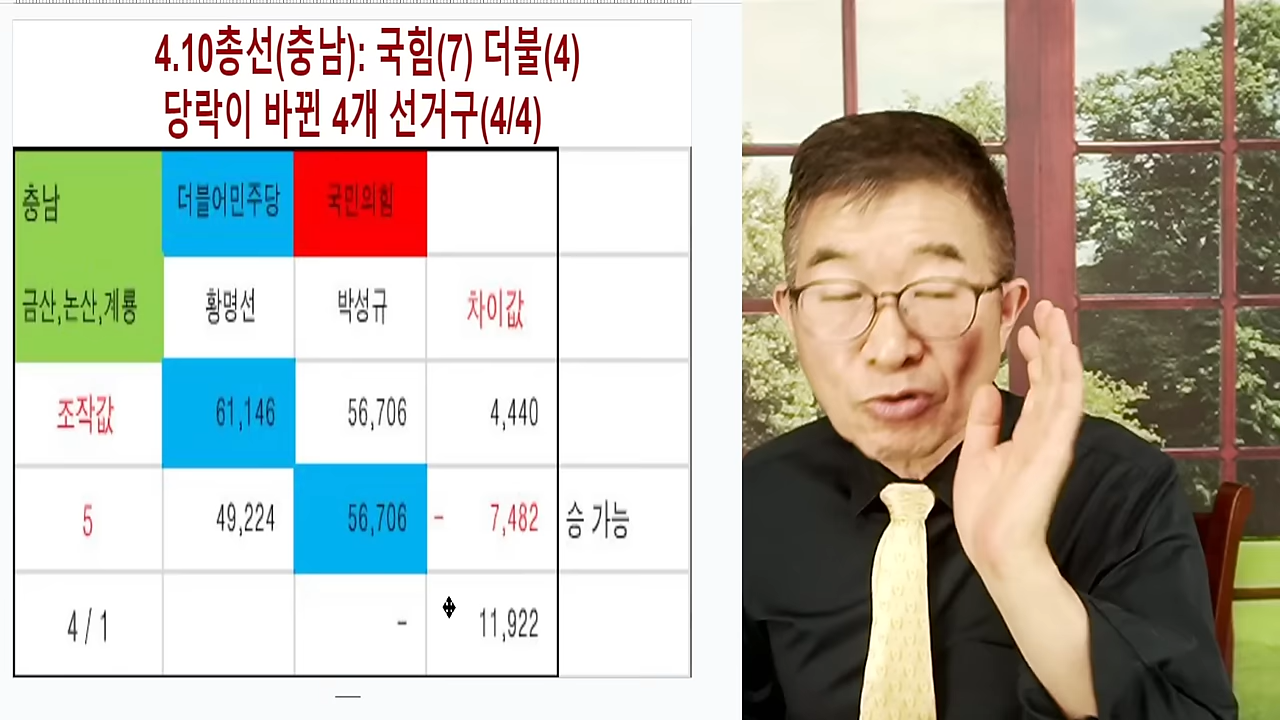 4.10총선(충남): 국힘(7) 더불(4)
당락이 바뀐 4개 선거구(4/4)
충남 더블어민주당 국민의힘
금산,논산,계룡 황명선 박성규 차이값
조작값 61,146 56,706 4,440
5 49,224 56,706 - 7,482 승 가능
4 / 1 - 11,922